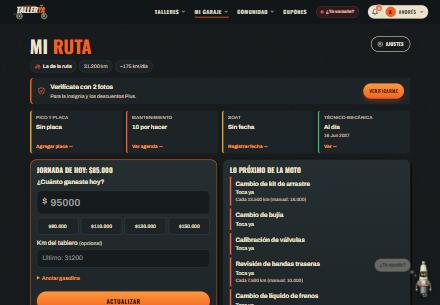 TALLERYA
TALLERES
MI GARAJE
COMUNIDAD
CUPONES
¿Te varaste?
A
ANDRÉS
MI RUTA
AJUSTES
La de la ruta
31.200 km
~175 km/día
Verifícate con 2 fotos
Para la insignia y los descuentos Plus.
VERIFICARME
PICO Y PLACA
Sin placa
Agregar placa
MANTENIMIENTO
10 por hacer
Ver agenda
SOAT
Sin fecha
Registrar fecha
TÉCNICO-MECÁNICA
Al día
16 Jun 2027
Ver
JORNADA DE HOY: $85.000
¿Cuánto ganaste hoy?
$ 95000
$90.000
$110.000
$130.000
$150.000
Km del tablero (opcional)
Último: 31200
Anotar gasolina
ACTUALIZAR
LO PRÓXIMO DE LA MOTO
Cambio de kit de arrastre
Toca ya
Cambio de bujía
Toca ya
Calibración de válvulas
Toca ya
Revisión de bandas traseras
Toca ya
Cambio de líquido de frenos
Toca ya
¿Te ayudo?